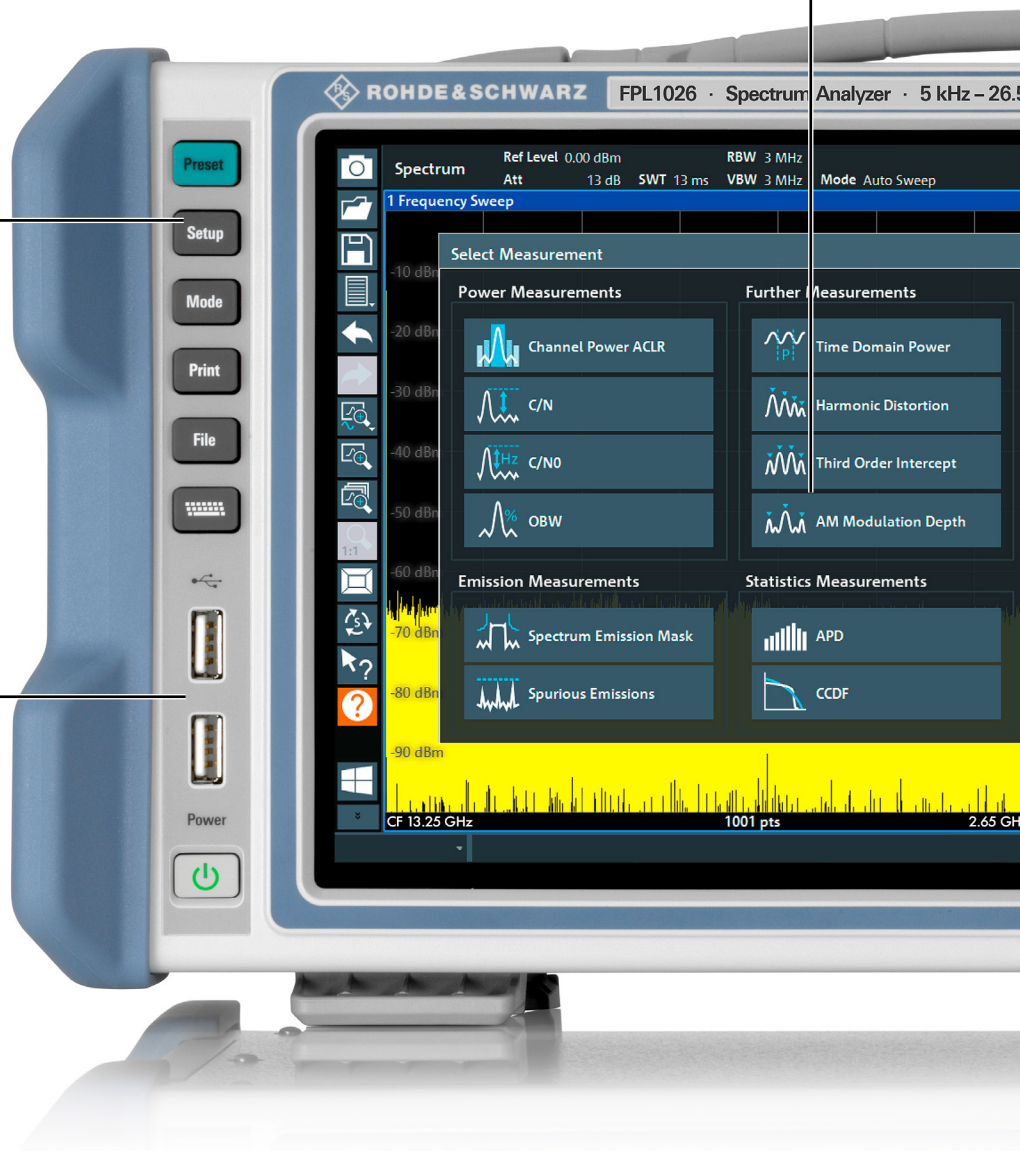 ROHDE & SCHWARZ
FPL1026 · Spectrum Analyzer · 5 kHz – 26.5
Preset
Setup
Mode
Print
File
Power
Spectrum
Ref Level 0.00 dBm
RBW 3 MHz
Att 13 dB SWT 13 ms VBW 3 MHz Mode Auto Sweep
1 Frequency Sweep
Select Measurement
Power Measurements
Channel Power ACLR
C/N
Hz
C/N0
%
OBW
Further Measurements
P
Time Domain Power
Harmonic Distortion
Third Order Intercept
AM Modulation Depth
Emission Measurements
Spectrum Emission Mask
Spurious Emissions
Statistics Measurements
APD
CCDF
-10 dBm
-20 dBm
-30 dBm
-40 dBm
-50 dBm
-60 dBm
-70 dBm
-80 dBm
-90 dBm
1:1
S
?
?
CF 13.25 GHz
1001 pts
2.65 GH